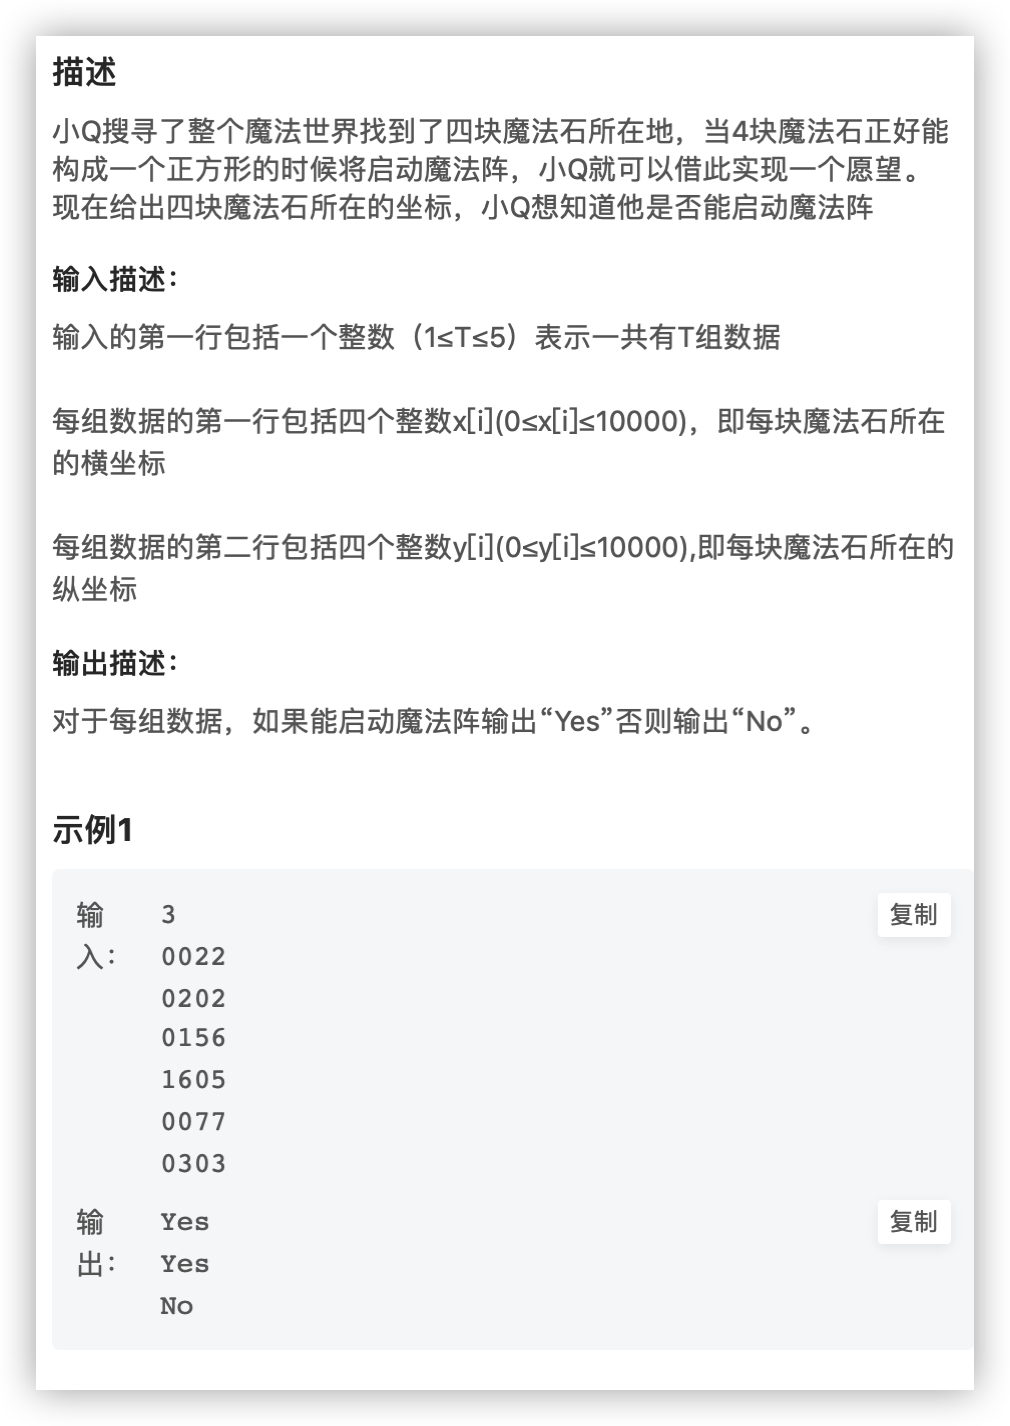 描述
小Q搜寻了整个魔法世界找到了四块魔法石所在地，当4块魔法石正好能
构成一个正方形的时候将启动魔法阵，小Q就可以借此实现一个愿望。
现在给出四块魔法石所在的坐标，小Q想知道他是否能启动魔法阵
输入描述：
输入的第一行包括一个整数（1≤T≤5）表示一共有T组数据
每组数据的第一行包括四个整数x[i](0≤x[i]≤10000)，即每块魔法石所在
的横坐标
每组数据的第二行包括四个整数y[i](0≤y[i]≤10000),即每块魔法石所在的
纵坐标
输出描述：
对于每组数据，如果能启动魔法阵输出“Yes”否则输出“No”。
示例1
输入：
3
0022
0202
0156
1605
0077
0303
复制
输出：
Yes
Yes
No
复制